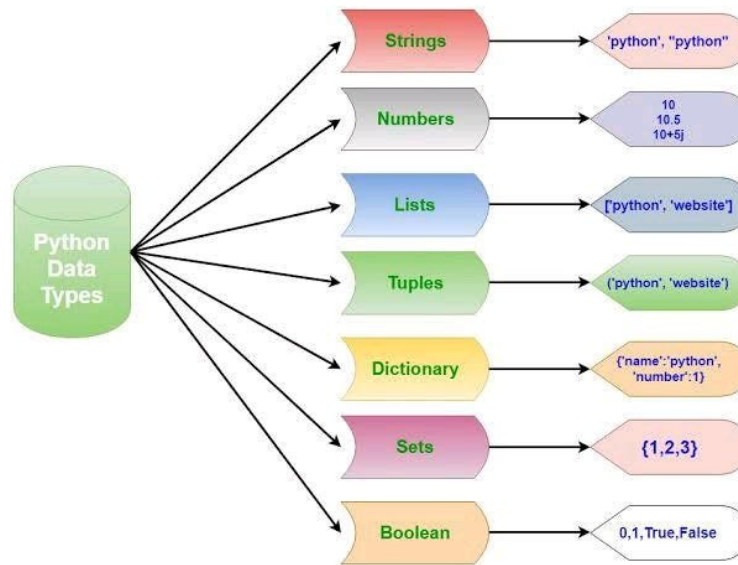 Python
Data
Types
Strings
'python', "python"
Numbers
10
10.5
10+5j
Lists
['python', 'website']
Tuples
('python', 'website')
Dictionary
{'name':'python',
'number':1}
Sets
{1,2,3}
Boolean
0,1,True,False